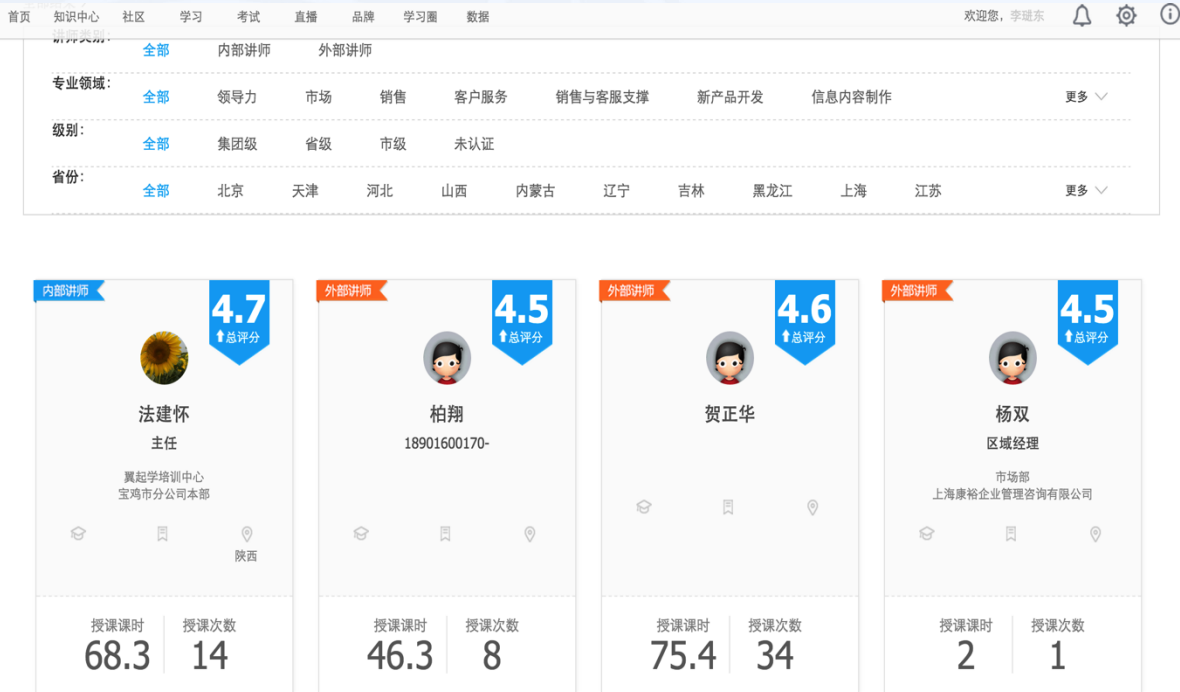 首页 知识中心 社区 学习 考试 直播 品牌 学习圈 数据 欢迎您，李琏东
讲师类别：
全部 内部讲师 外部讲师
专业领域：
全部 领导力 市场 销售 客户服务 销售与客服支撑 新产品开发 信息内容制作 更多
级别：
全部 集团级 省级 市级 未认证
省份：
全部 北京 天津 河北 山西 内蒙古 辽宁 吉林 黑龙江 上海 江苏 更多
内部讲师 外部讲师 外部讲师 外部讲师
4.7 4.5 4.6 4.5
总评分 总评分 总评分 总评分
法建怀 柏翔 贺正华 杨双
主任 18901600170- 区域经理
翼起学培训中心 市场部
宝鸡市分公司本部 上海康裕企业管理咨询有限公司
陕西
授课课时 授课次数 授课课时 授课次数 授课课时 授课次数 授课课时 授课次数
68.3 14 46.3 8 75.4 34 2 1